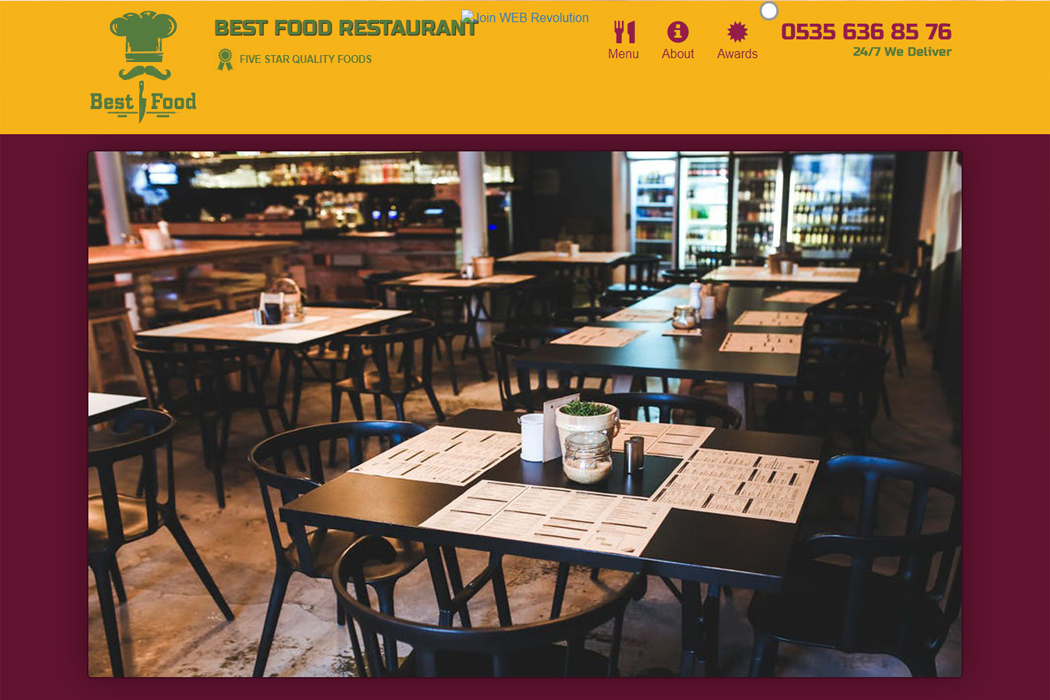 BEST FOOD RESTAURANT
Join WEB Revolution
FIVE STAR QUALITY FOODS
Best Food
Menu
About
Awards
0535 636 85 76
24/7 We Deliver